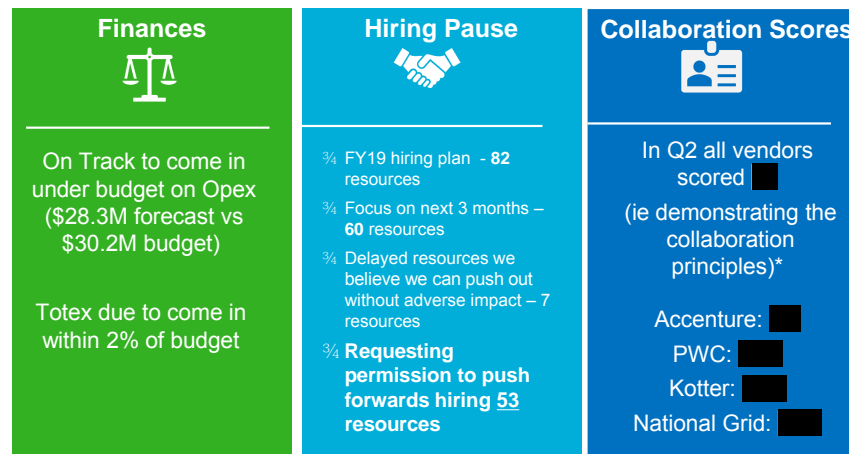 Finances
On Track to come in
under budget on Opex
($28.3M forecast vs
$30.2M budget)
Totex due to come in
within 2% of budget
Hiring Pause
¾ FY19 hiring plan - 82
resources
¾ Focus on next 3 months –
60 resources
¾ Delayed resources we
believe we can push out
without adverse impact – 7
resources
¾ Requesting
permission to push
forwards hiring 53
resources
Collaboration Scores
In Q2 all vendors
scored
(ie demonstrating the
collaboration
principles)*
Accenture:
PWC:
Kotter:
National Grid: